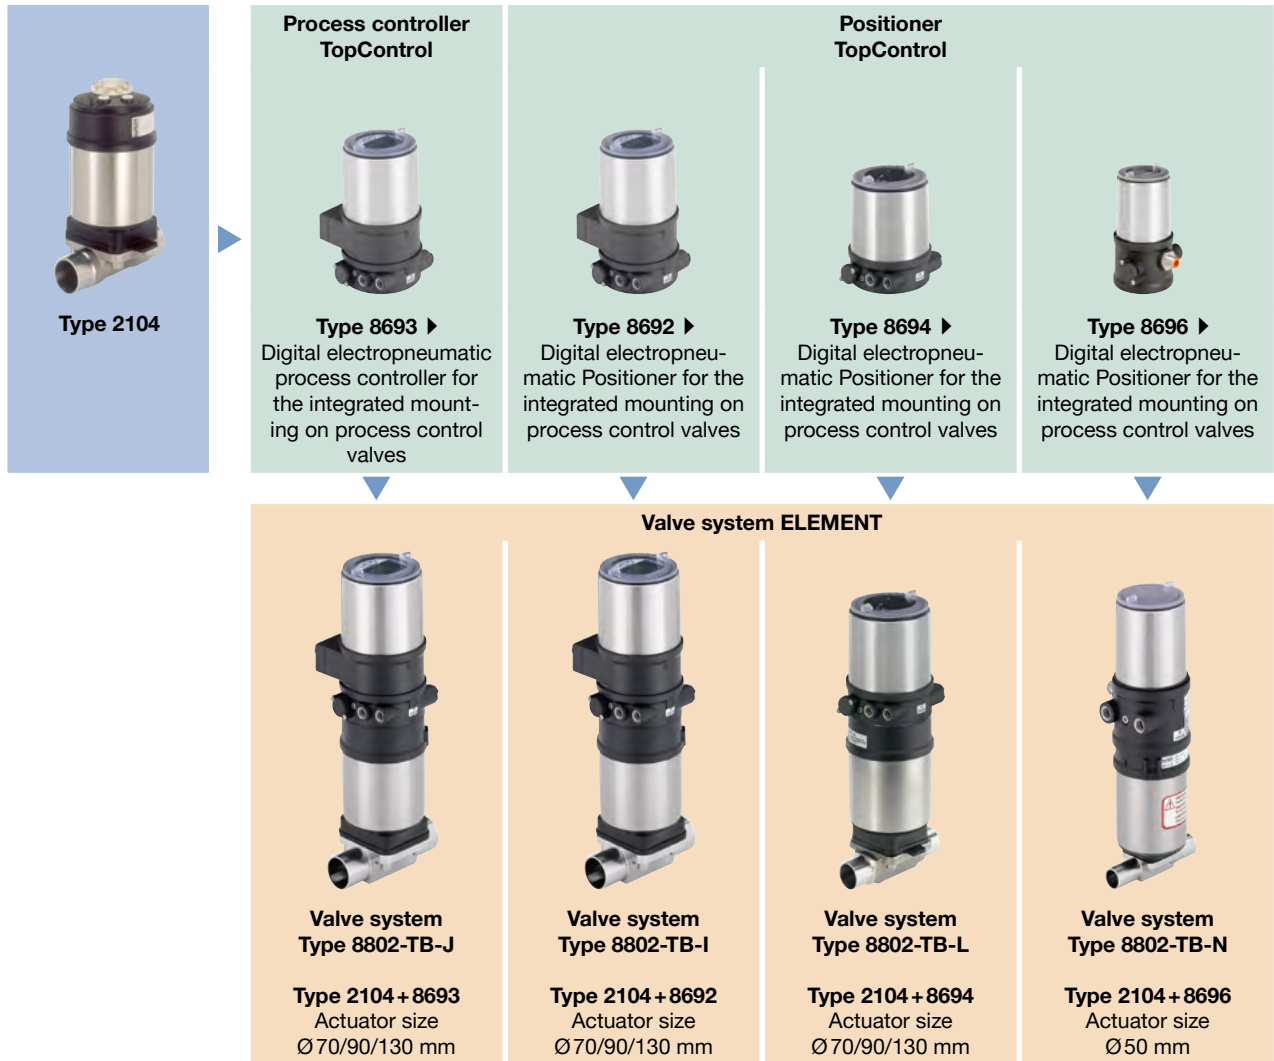 Process controller
TopControl
Positioner
TopControl
Type 2104
Type 8693
Digital electropneumatic
process controller for
the integrated mount-
ing on process control
valves
Type 8692
Digital electropneu-
matic Positioner for the
integrated mounting on
process control valves
Type 8694
Digital electropneu-
matic Positioner for the
integrated mounting on
process control valves
Type 8696
Digital electropneu-
matic Positioner for the
integrated mounting on
process control valves
Valve system ELEMENT
Valve system
Type 8802-TB-J
Type 2104+8693
Actuator size
Ø70/90/130 mm
Valve system
Type 8802-TB-I
Type 2104+8692
Actuator size
Ø70/90/130 mm
Valve system
Type 8802-TB-L
Type 2104+8694
Actuator size
Ø70/90/130 mm
Valve system
Type 8802-TB-N
Type 2104+8696
Actuator size
Ø50 mm